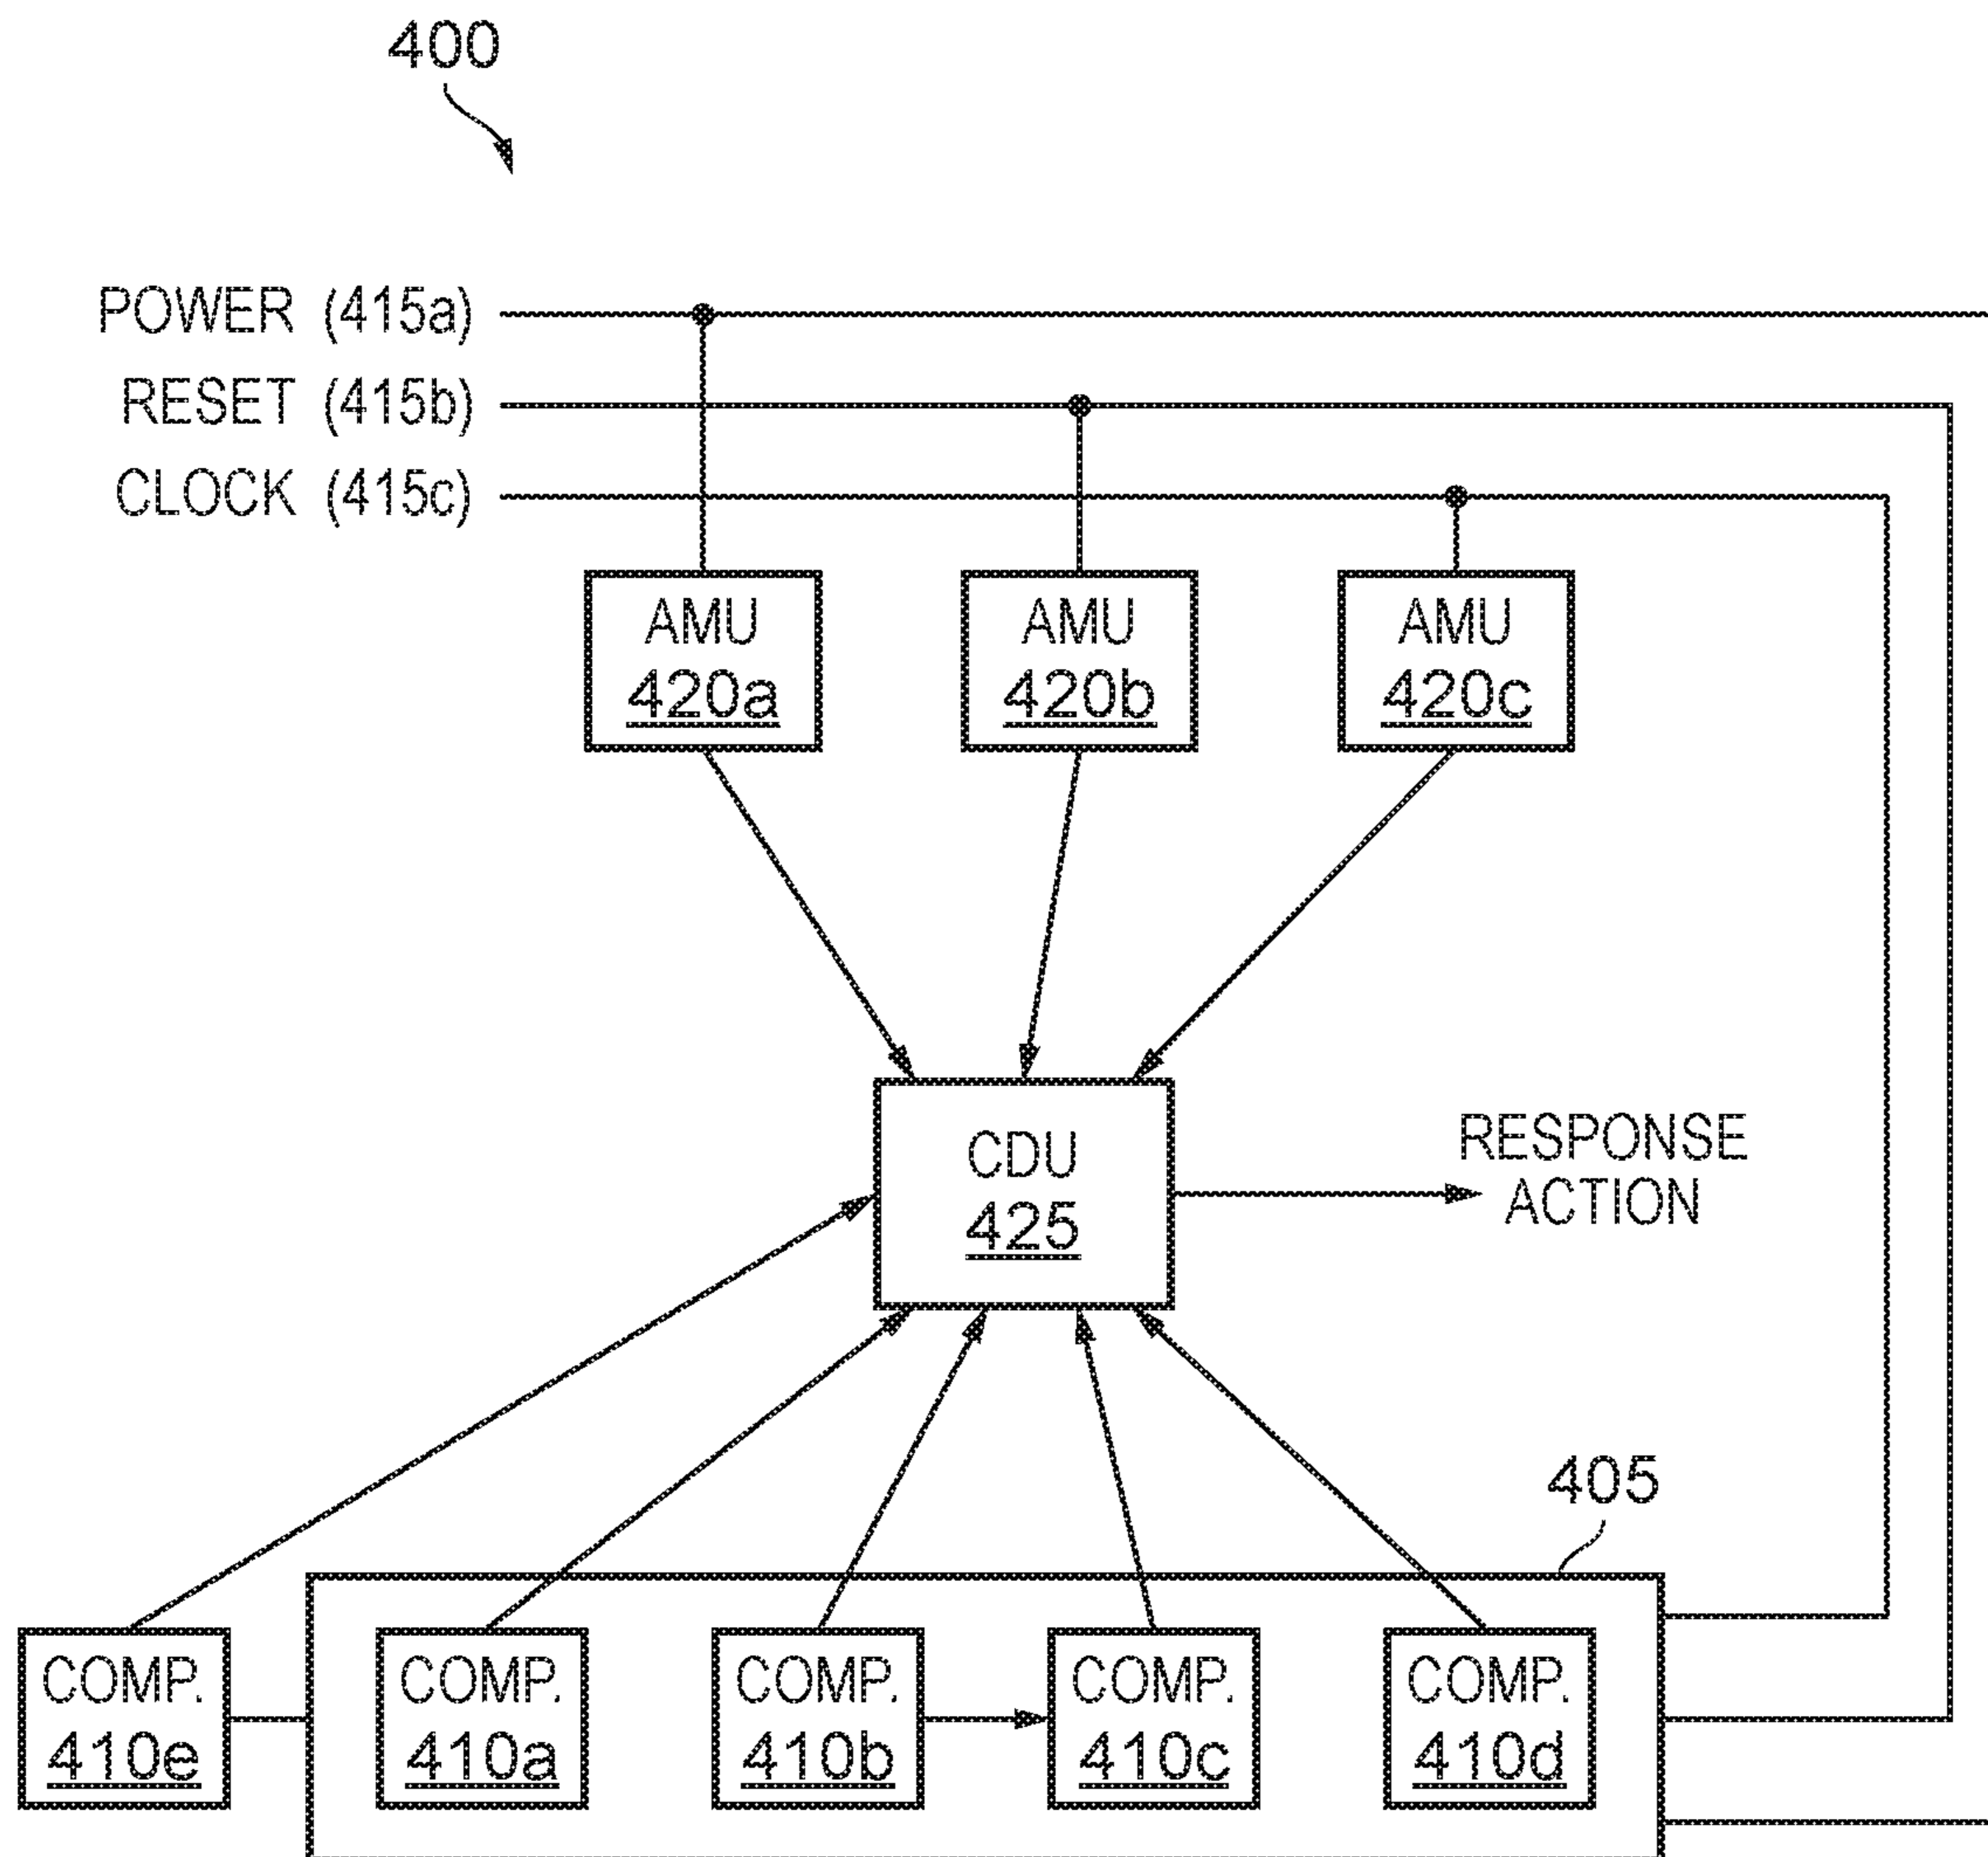 400
POWER (415a)
RESET (415b)
CLOCK (415c)
AMU
420a
AMU
420b
AMU
420c
CDU
425
RESPONSE
ACTION
405
COMP.
410e
COMP.
410a
COMP.
410b
COMP.
410c
COMP.
410d